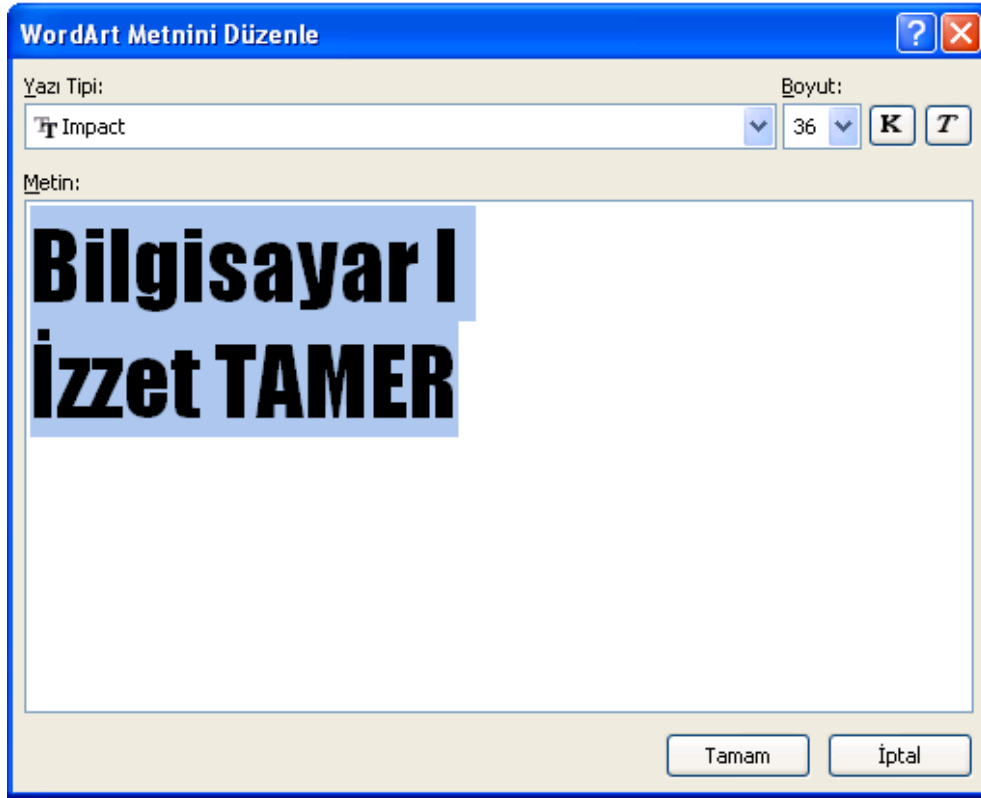 WordArt Metnini Düzenle
Yazı Tipi:
Boyut:
Impact
36
K
T
Metin:
Bilgisayar I
İzzet TAMER
Tamam
İptal